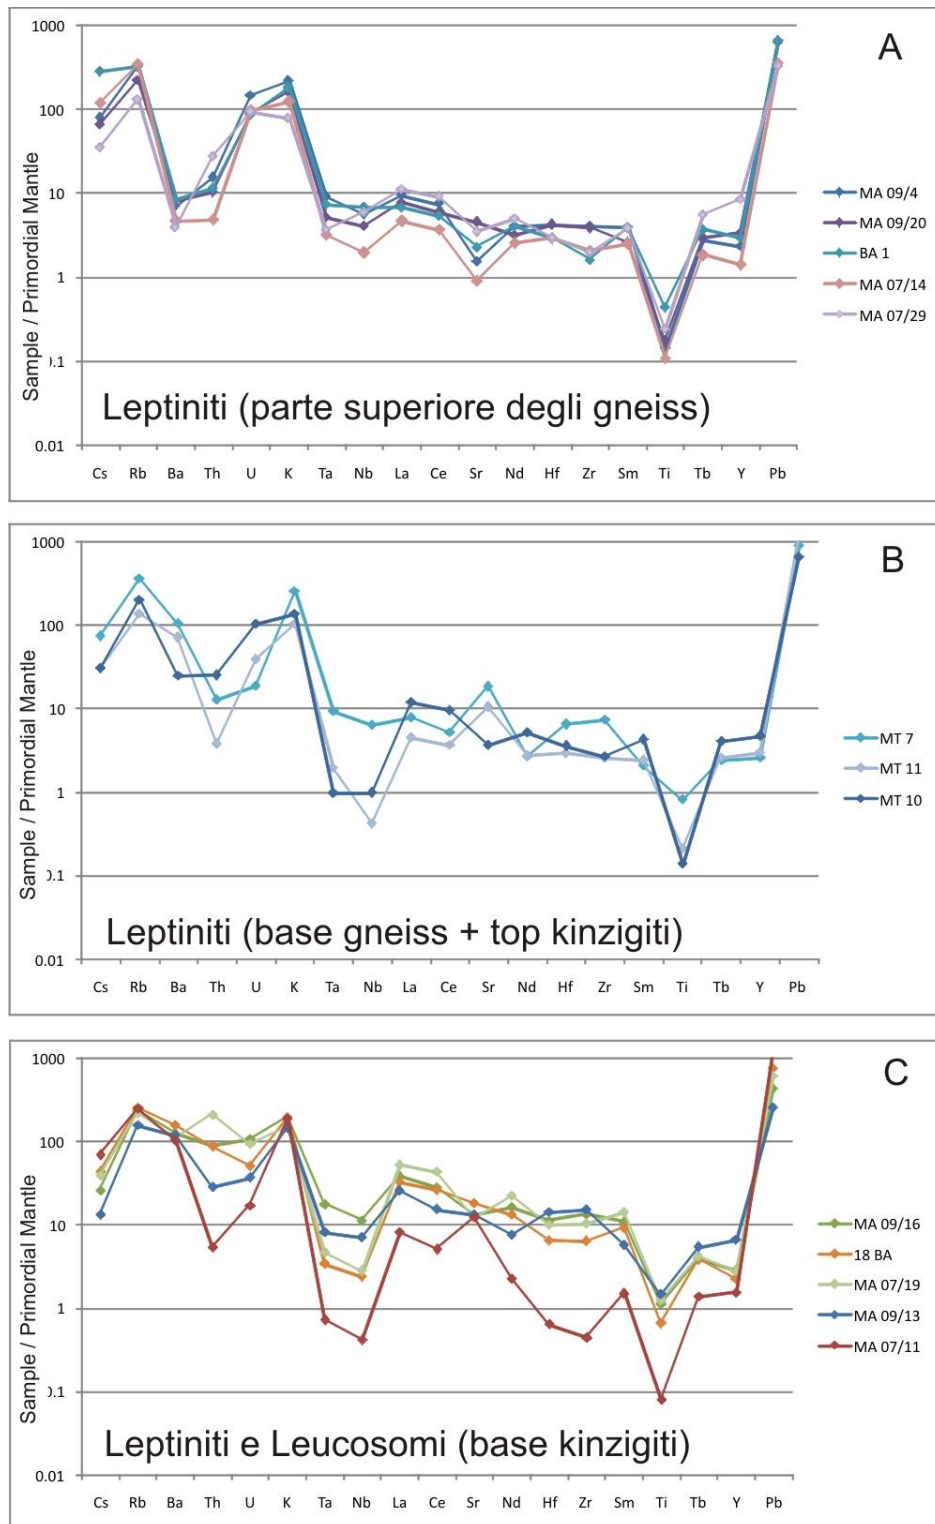 A
1000
100
10
1
).1
0.01
Sample / Primordial Mantle
Leptiniti (parte superiore degli gneiss)
Cs Rb Ba Th U K Ta Nb La Ce Sr Nd Hf Zr Sm Ti Tb Y Pb
MA 09/4
MA 09/20
BA 1
MA 07/14
MA 07/29
B
1000
100
10
1
).1
0.01
Sample / Primordial Mantle
Leptiniti (base gneiss + top kinzigiti)
Cs Rb Ba Th U K Ta Nb La Ce Sr Nd Hf Zr Sm Ti Tb Y Pb
MT 7
MT 11
MT 10
C
1000
100
10
1
).1
0.01
Sample / Primordial Mantle
Leptiniti e Leucosomi (base kinzigiti)
Cs Rb Ba Th U K Ta Nb La Ce Sr Nd Hf Zr Sm Ti Tb Y Pb
MA 09/16
18 BA
MA 07/19
MA 09/13
MA 07/11